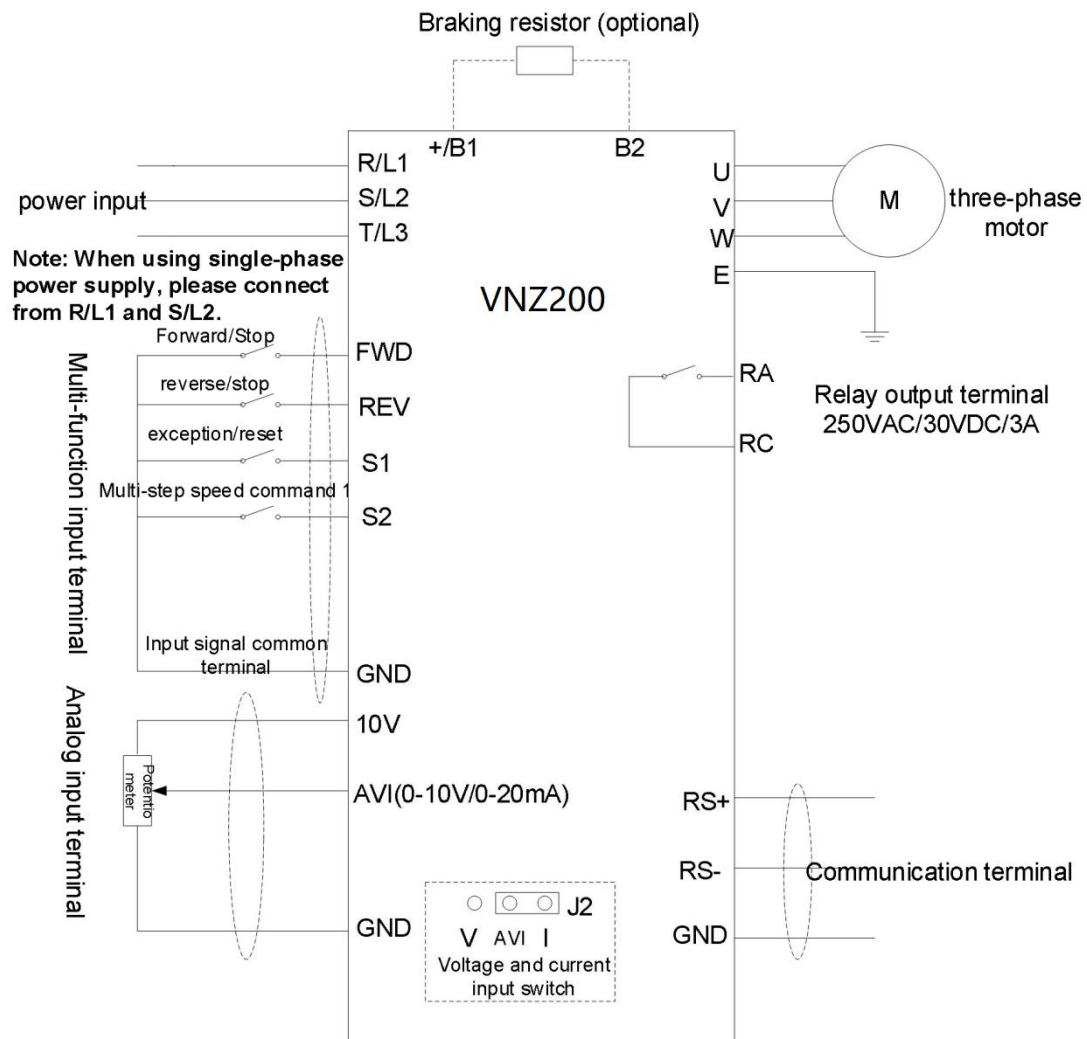 Braking resistor (optional)
+/B1
B2
R/L1
S/L2
T/L3
power input
Note: When using single-phase
power supply, please connect
from R/L1 and S/L2.
U
V
W
E
M
three-phase
motor
VNZ200
Multi-function input terminal
Forward/Stop
FWD
reverse/stop
REV
exception/reset
S1
Multi-step speed command 1
S2
Input signal common
terminal
GND
RA
RC
Relay output terminal
250VAC/30VDC/3A
Analog input terminal
10V
Potentio
meter
AVI(0-10V/0-20mA)
GND
J2
V AVI I
Voltage and current
input switch
RS+
RS-
GND
Communication terminal